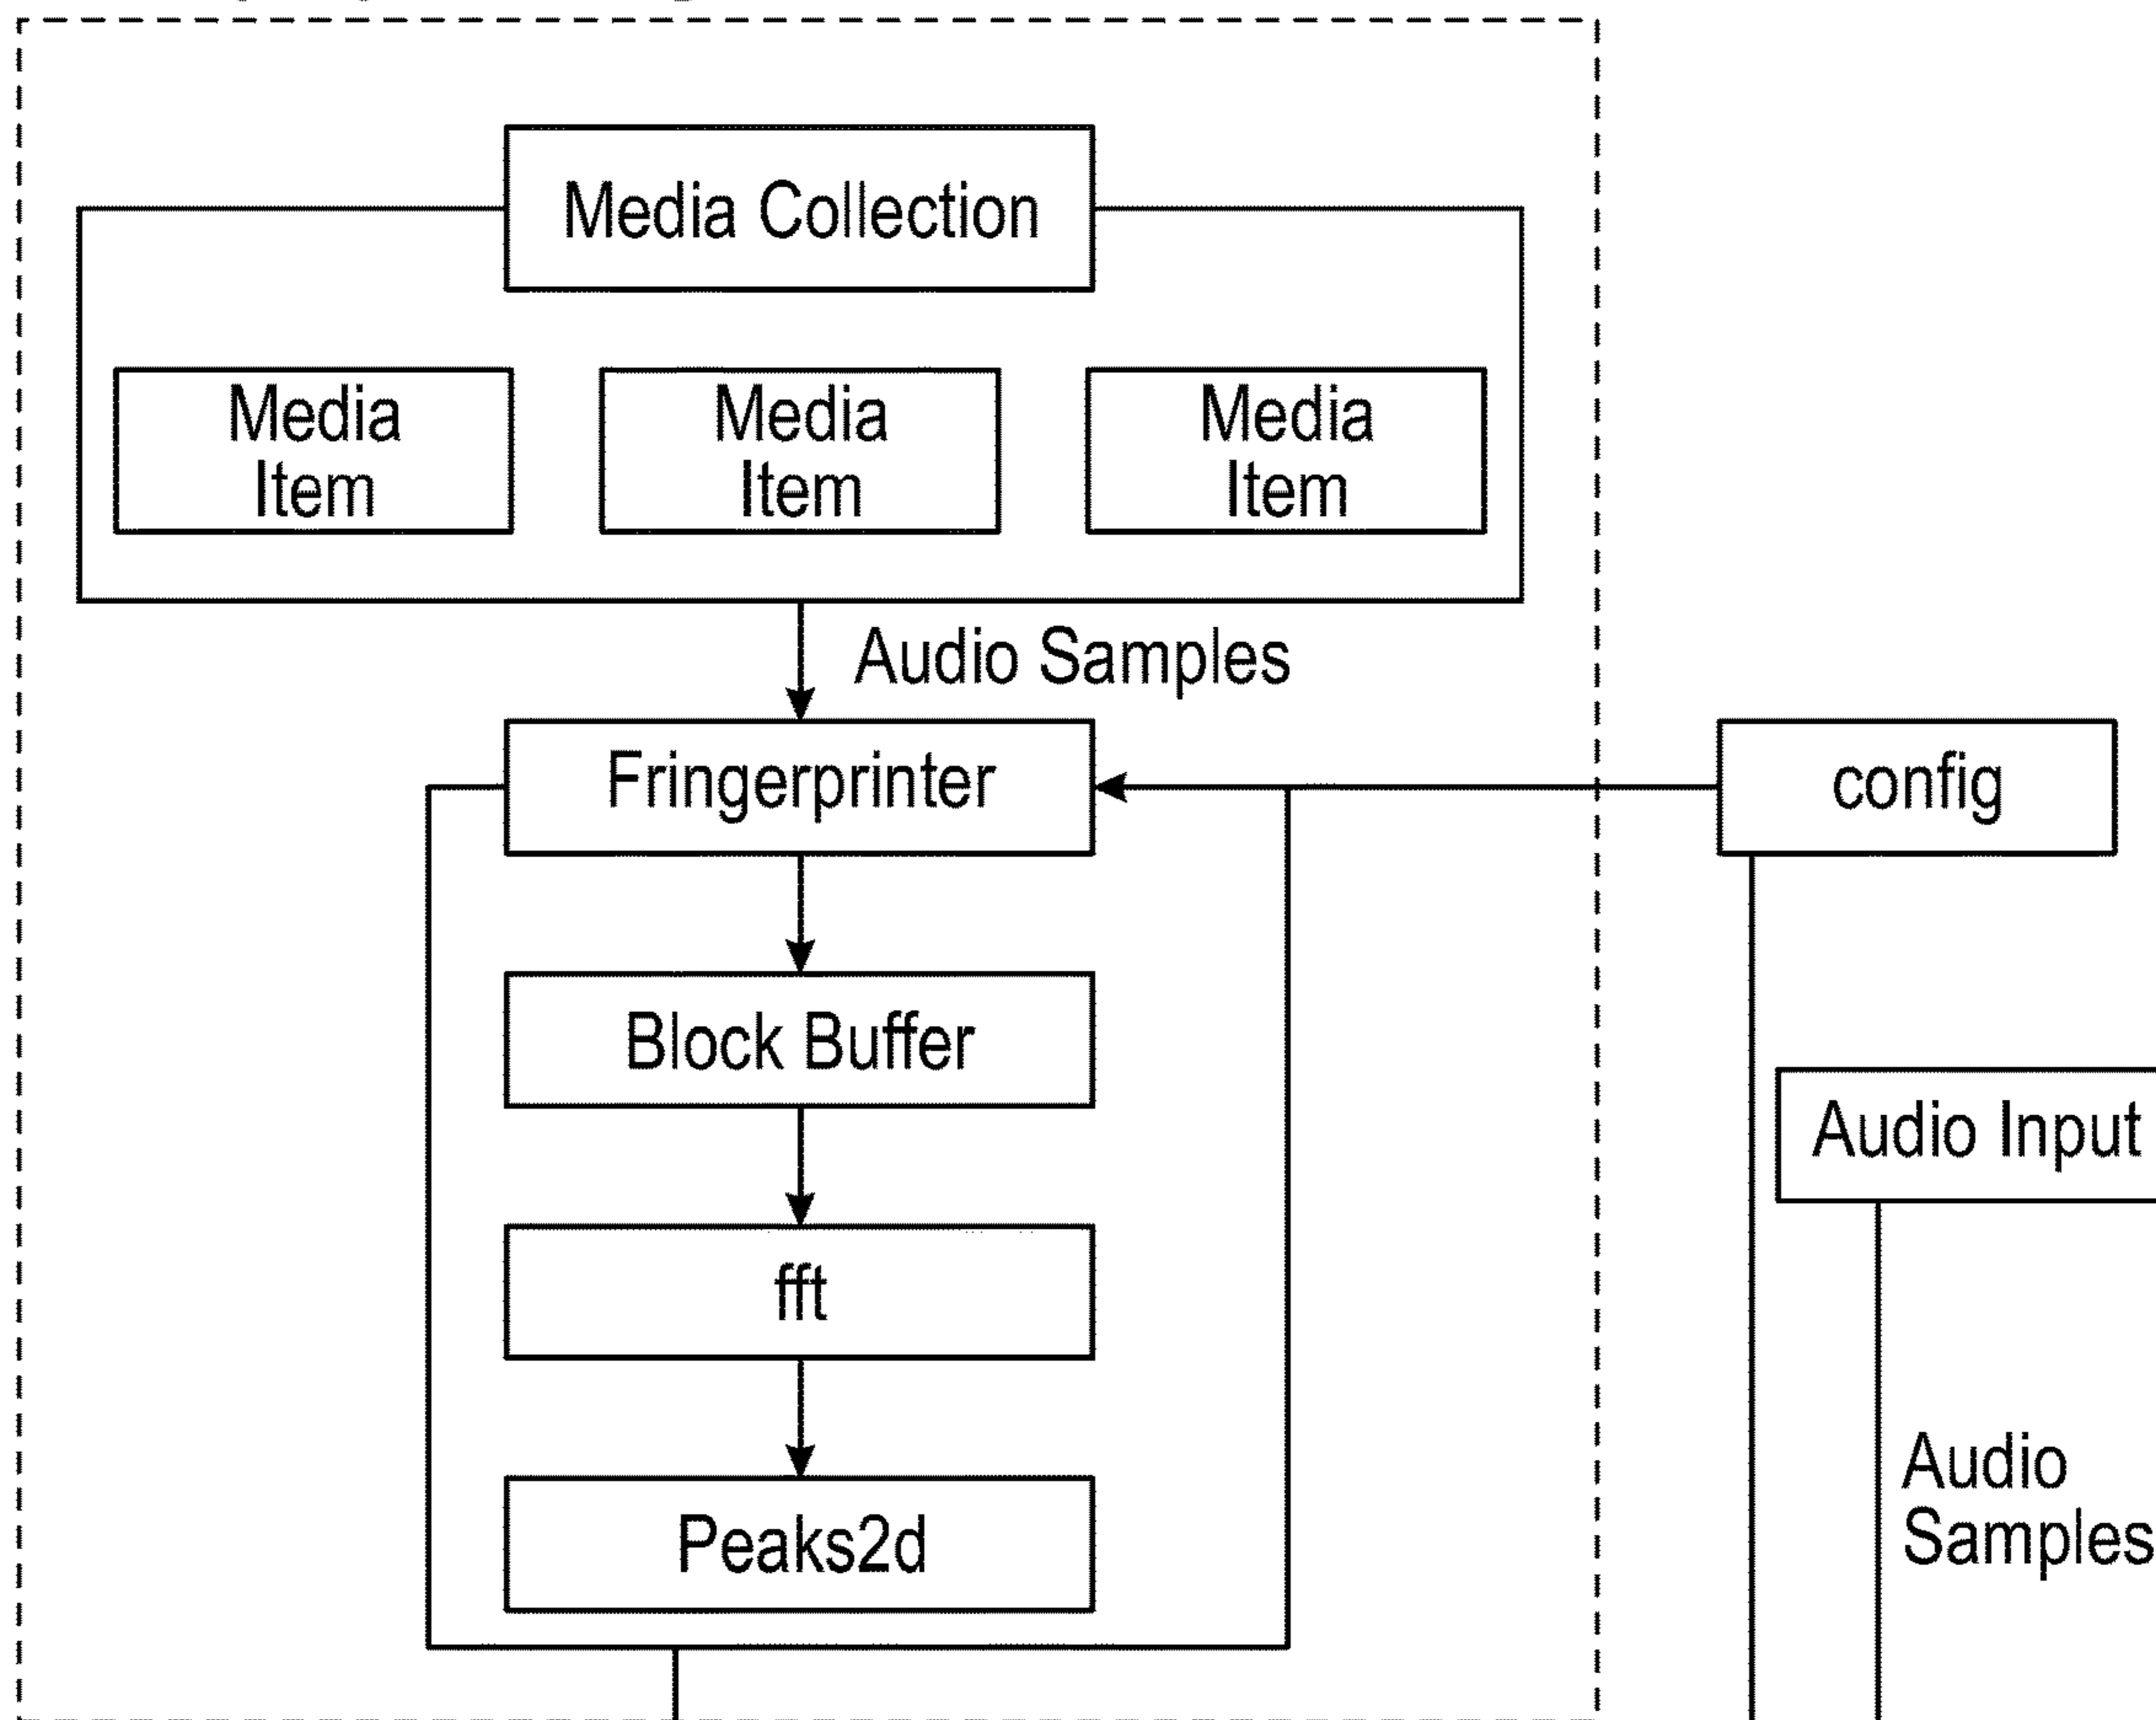 Media Collection
Media
Item
Media
Item
Media
Item
Audio Samples
Fringerprinter
config
Block Buffer
Audio Input
fft
Audio
Samples
Peaks2d